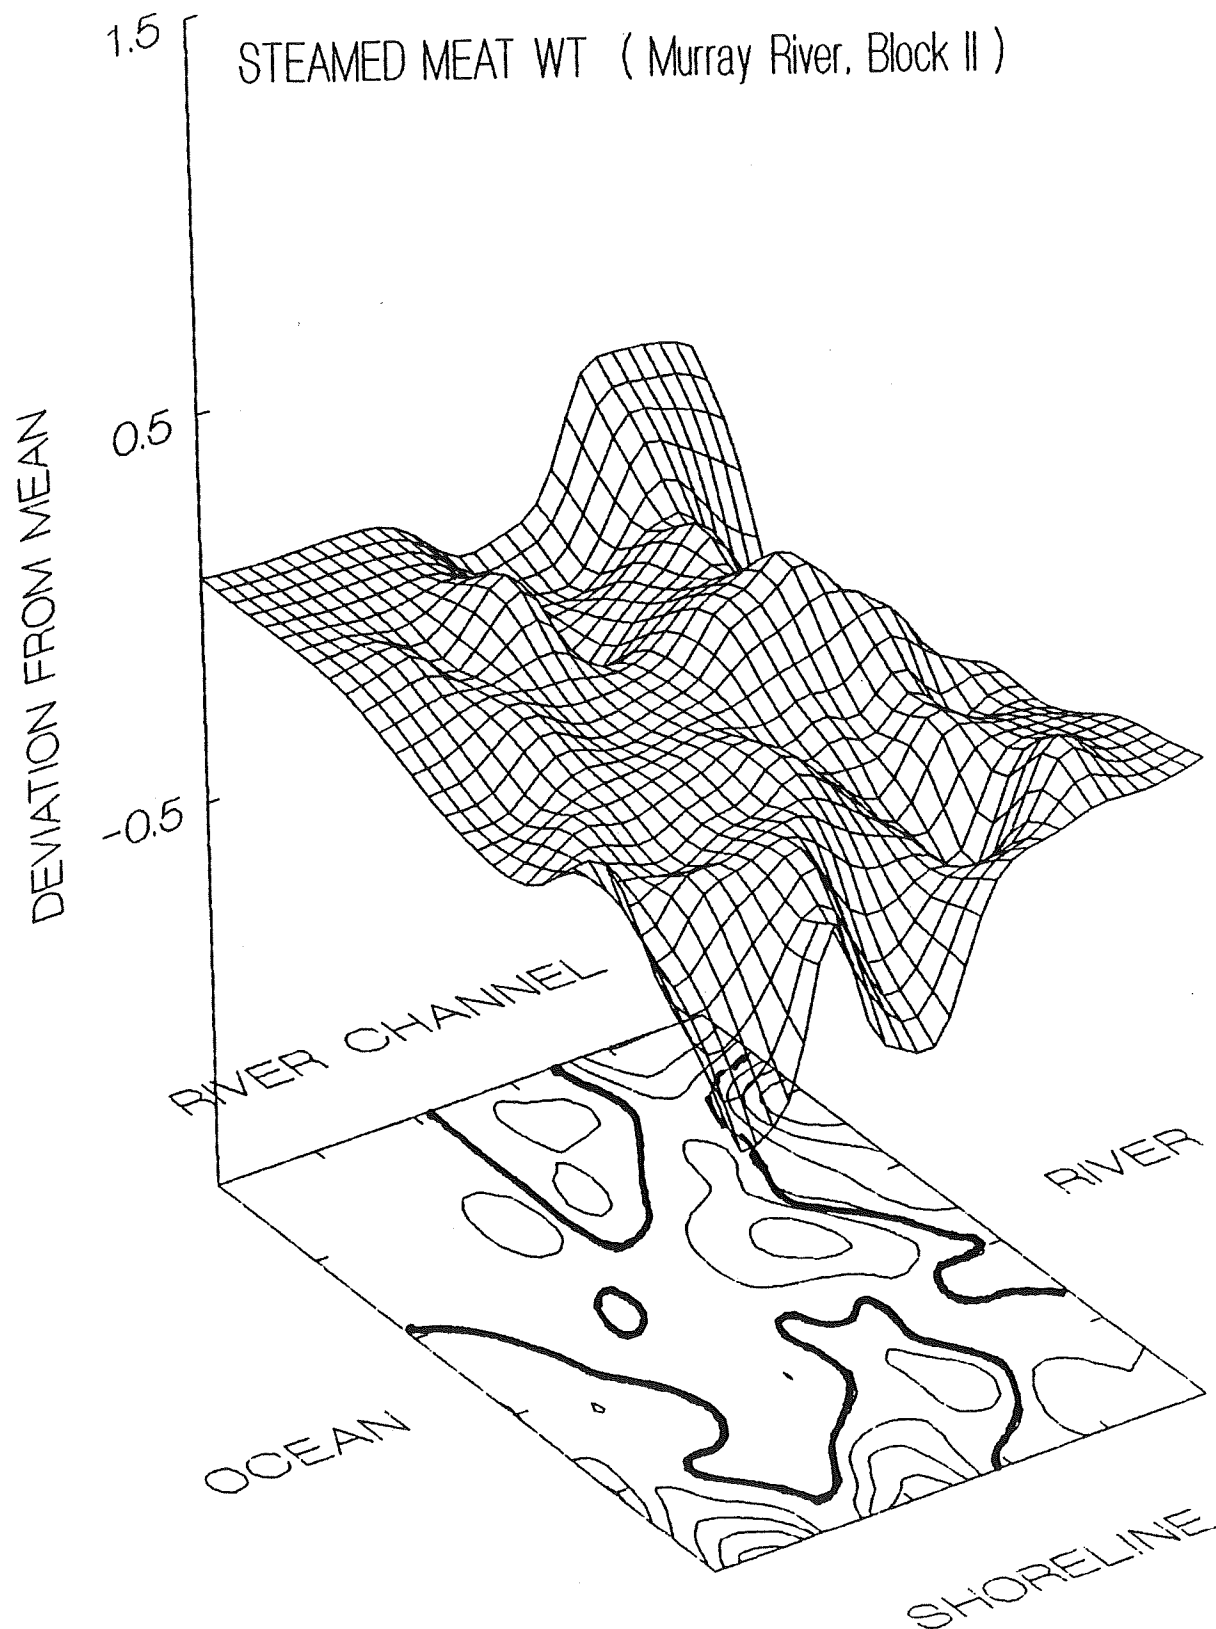 1.5
STEAMED MEAT WT ( Murray River, Block II )
0.5
DEVIATION FROM MEAN
-0.5
RIVER CHANNEL
RIVER
OCEAN
SHORELINE